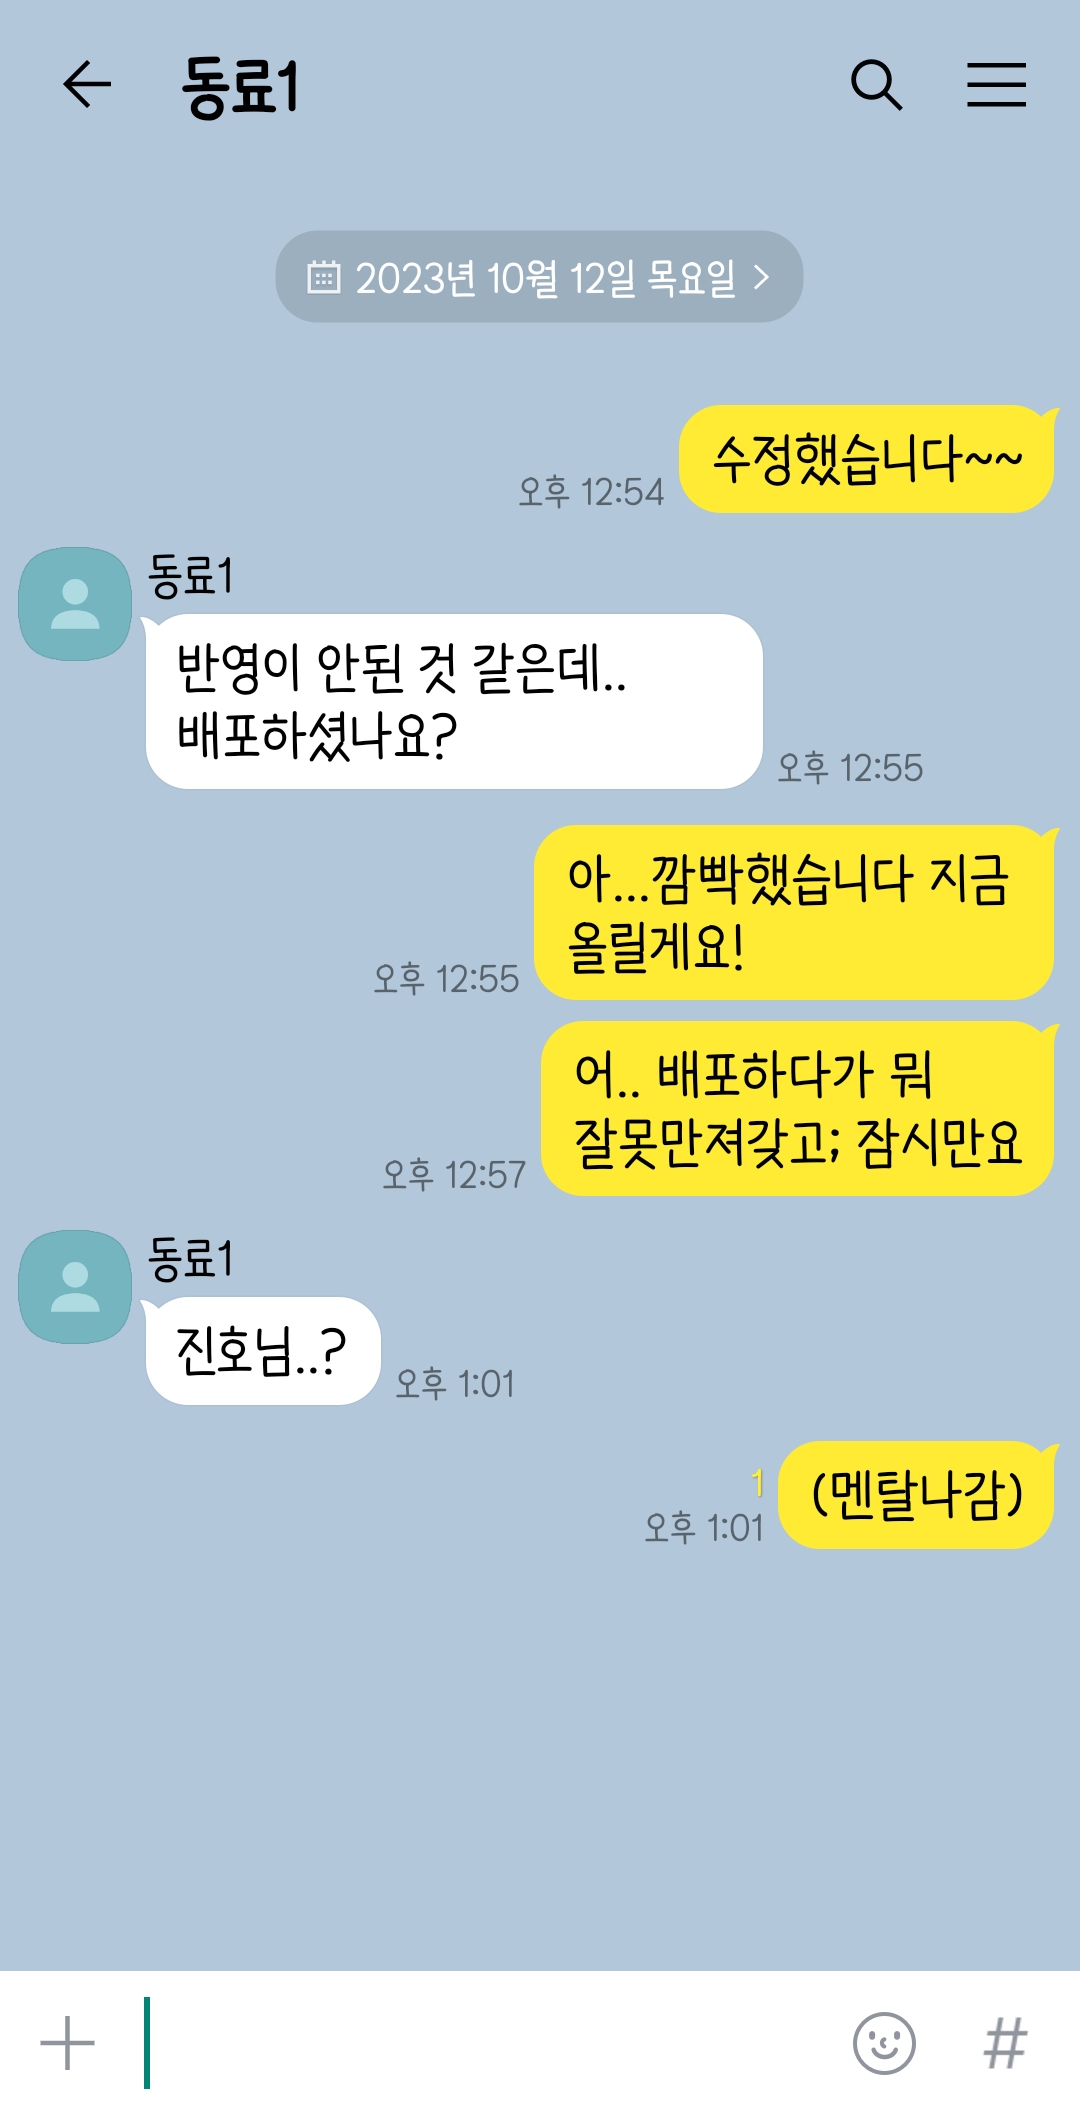 동료1
2023년 10월 12일 목요일
수정했습니다~~
오후 12:54
동료1
반영이 안된 것 같은데..
배포하셨나요?
오후 12:55
아...깜빡했습니다 지금
올릴게요!
오후 12:55
어.. 배포하다가 뭐
잘못만져갖고; 잠시만요
오후 12:57
동료1
진호님..?
오후 1:01
(멘탈나감)
1
오후 1:01
#